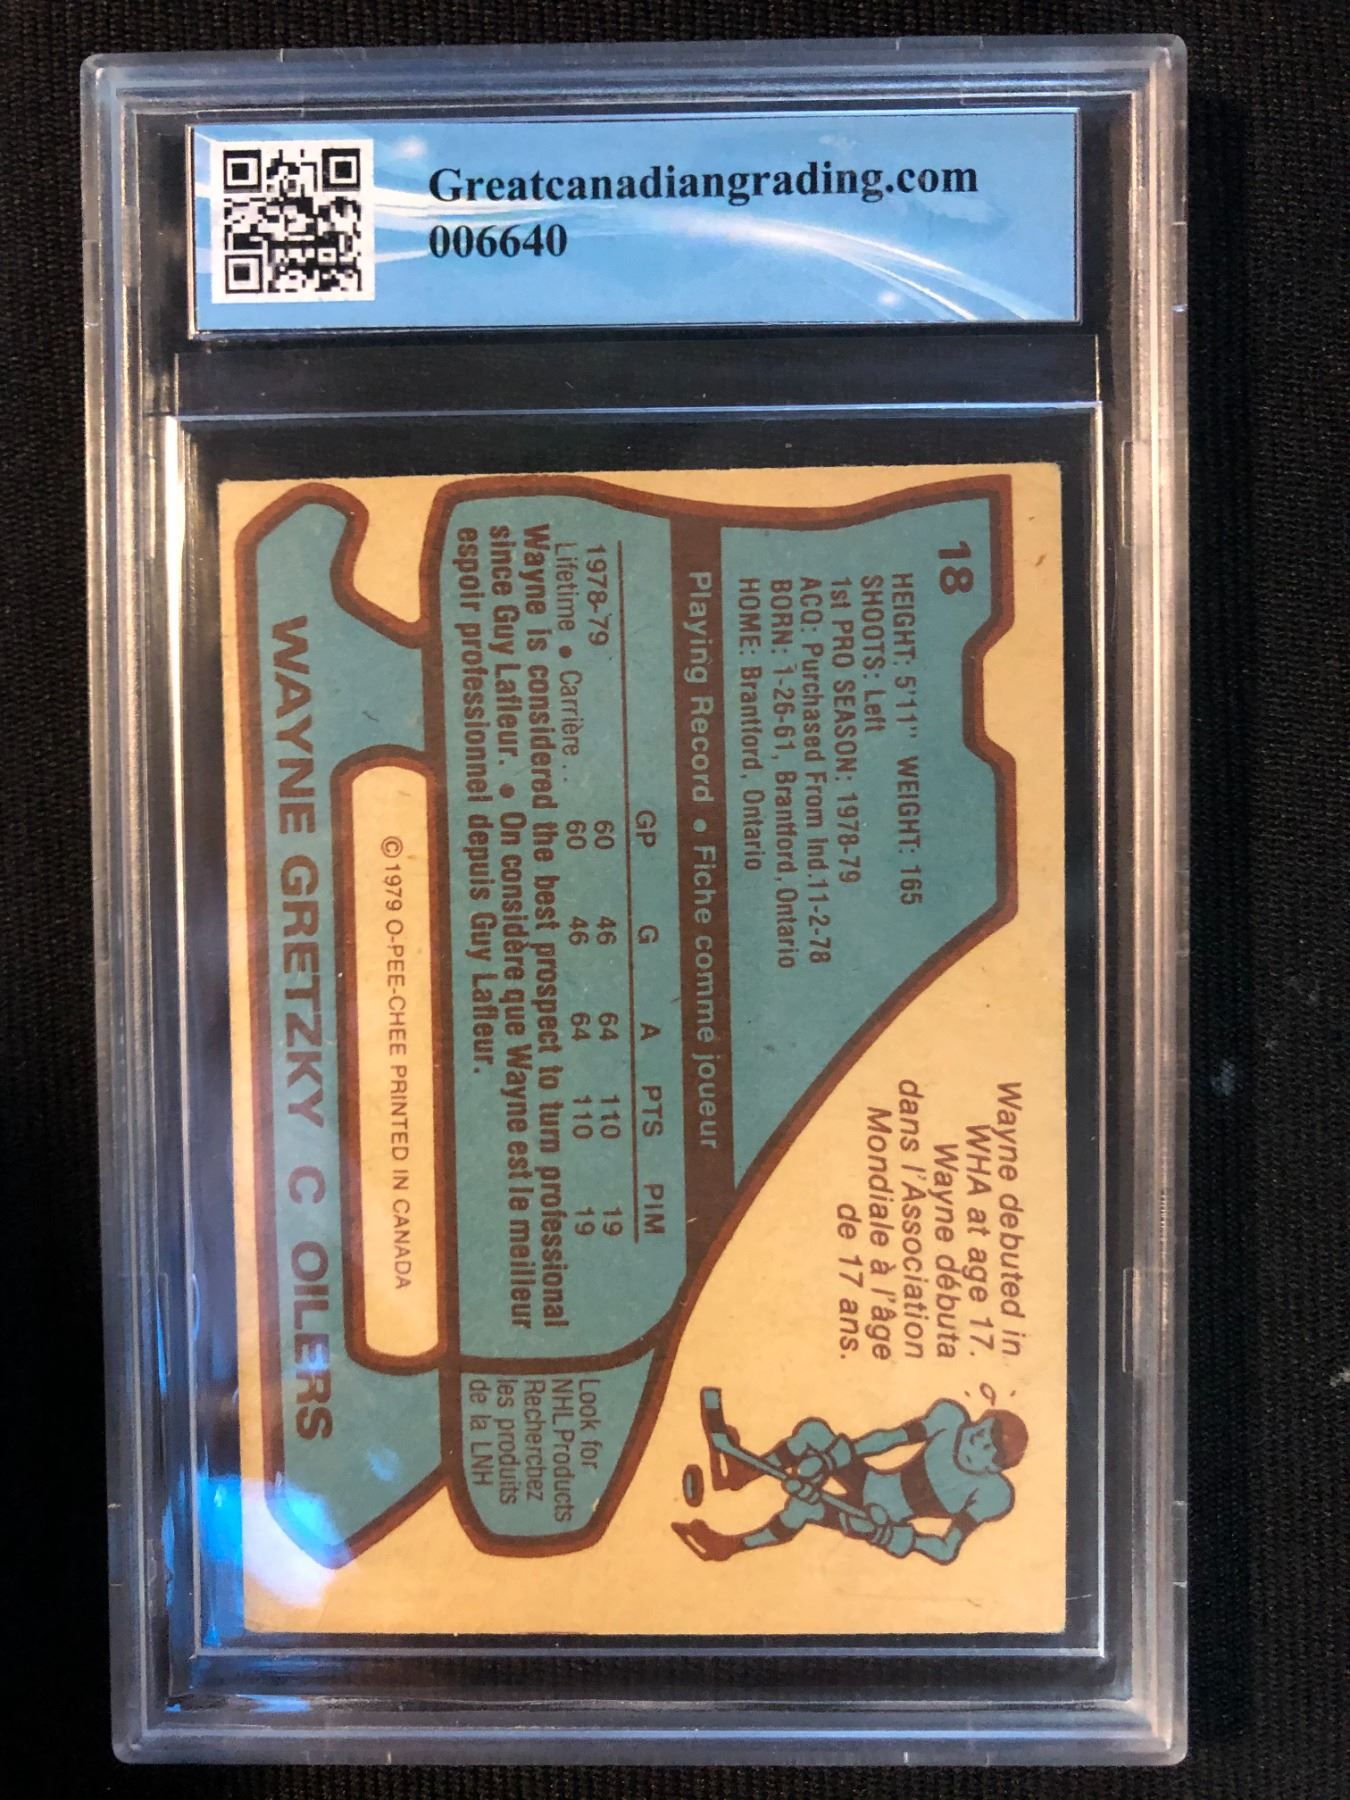 Greatcanadiangrading.com
006640
18
HEIGHT: 5'11" WEIGHT: 165
SHOOTS: Left
1st PRO SEASON: 1978-79
ACQ: Purchased From Ind.11-2-78
BORN: 1-26-61, Brantford, Ontario
HOME: Brantford, Ontario
Wayne debuted in
WHA at age 17.
Wayne débuta
dans l'Association
Mondiale à l'âge
de 17 ans.
Playing Record • Fiche comme joueur
GP G A PTS PIM
1978-79 60 46 64 110 19
Lifetime • Carrière.. 60 46 64 110 19
Wayne is considered the best prospect to turn professional
since Guy Lafleur. • On considère que Wayne est le meilleur
espoir professionnel depuis Guy Lafleur.
Look for
NHL Products
Recherchez
les produits
de la LNH
©1979 O-PEE-CHEE PRINTED IN CANADA
WAYNE GRETZKY C OILERS